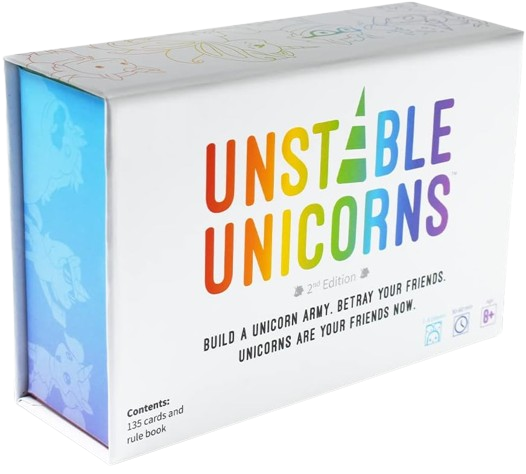 UNSTABLE
UNICORNS™
2nd Edition
BUILD A UNICORN ARMY. BETRAY YOUR FRIENDS.
UNICORNS ARE YOUR FRIENDS NOW.
8+
Contents:
135 cards and
rule book